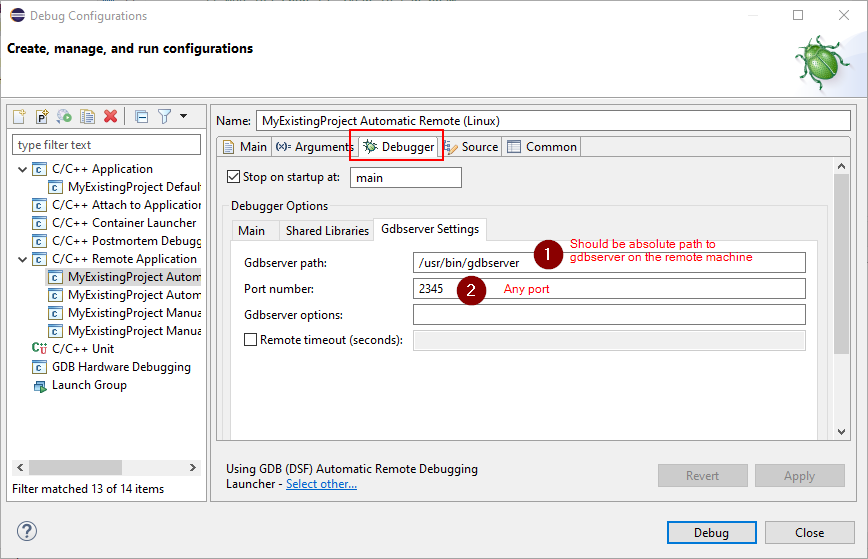 Debug Configurations
Create, manage, and run configurations
type filter text
C/C++ Application
MyExistingProject Default
C/C++ Attach to Application
C/C++ Container Launcher
C/C++ Postmortem Debugg
C/C++ Remote Application
MyExistingProject Autom
MyExistingProject Autom
MyExistingProject Manua
MyExistingProject Manua
C/C++ Unit
GDB Hardware Debugging
Launch Group
Filter matched 13 of 14 items
Name: MyExistingProject Automatic Remote (Linux)
Main (x)= Arguments Debugger Source Common
Stop on startup at: main
Debugger Options
Main Shared Libraries Gdbserver Settings
Gdbserver path: /usr/bin/gdbserver
1 Should be absolute path to
gdbserver on the remote machine
Port number: 2345 2 Any port
Gdbserver options:
Remote timeout (seconds):
Using GDB (DSF) Automatic Remote Debugging
Launcher - Select other...
Revert Apply
Debug Close